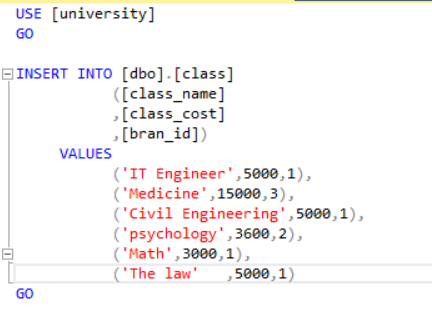 USE [university]
GO
INSERT INTO [dbo].[class]
([class_name]
,[class_cost]
,[bran_id])
VALUES
('IT Engineer',5000,1),
('Medicine',15000,3),
('Civil Engineering',5000,1),
('psychology',3600,2),
('Math',3000,1),
('The law'   ,5000,1)
GO